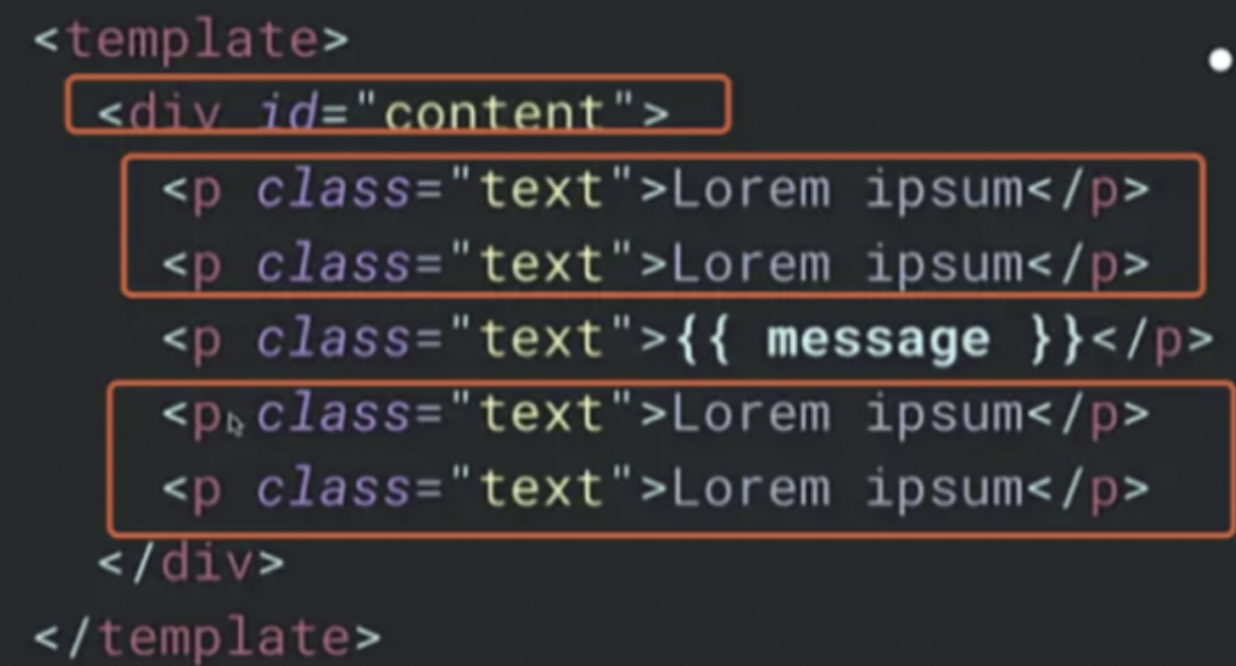 <template>
<div id="content">
<p class="text">Lorem ipsum</p>
<p class="text">Lorem ipsum</p>
<p class="text">{{ message }}</p>
<p class="text">Lorem ipsum</p>
<p class="text">Lorem ipsum</p>
</div>
</template>